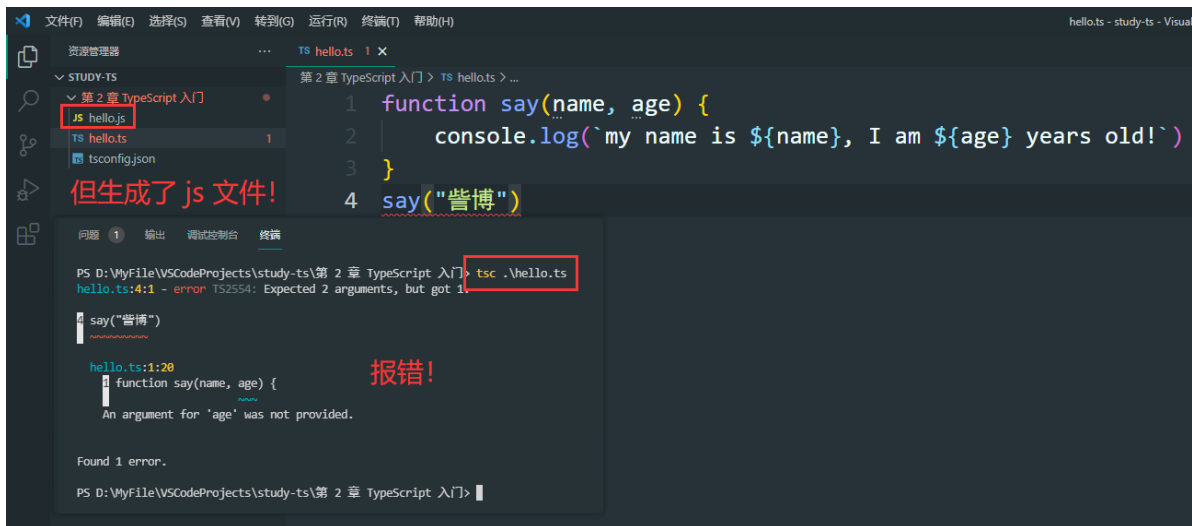 文件(F) 编辑(E) 选择(S) 查看(V) 转到(G) 运行(R) 终端(T) 帮助(H) hello.ts - study-ts - Visual
资源管理器 ··· TS hello.ts 1 ×
STUDY-TS 第 2 章 TypeScript 入门 > TS hello.ts > ...
第 2 章 TypeScript 入门
JS hello.js
TS hello.ts 1
tsconfig.json
但生成了 js 文件!
1 function say(name, age) {
2 console.log(`my name is ${name}, I am ${age} years old!`)
3 }
4 say("訾博")
问题 1 输出 调试控制台 终端
PS D:\MyFile\VSCodeProjects\study-ts\第 2 章 TypeScript 入门> tsc .\hello.ts
hello.ts:4:1 - error TS2554: Expected 2 arguments, but got 1.
4 say("訾博")
~~~~~~~~~
hello.ts:1:20
1 function say(name, age) {
~~~
An argument for 'age' was not provided.
报错!
Found 1 error.
PS D:\MyFile\VSCodeProjects\study-ts\第 2 章 TypeScript 入门>